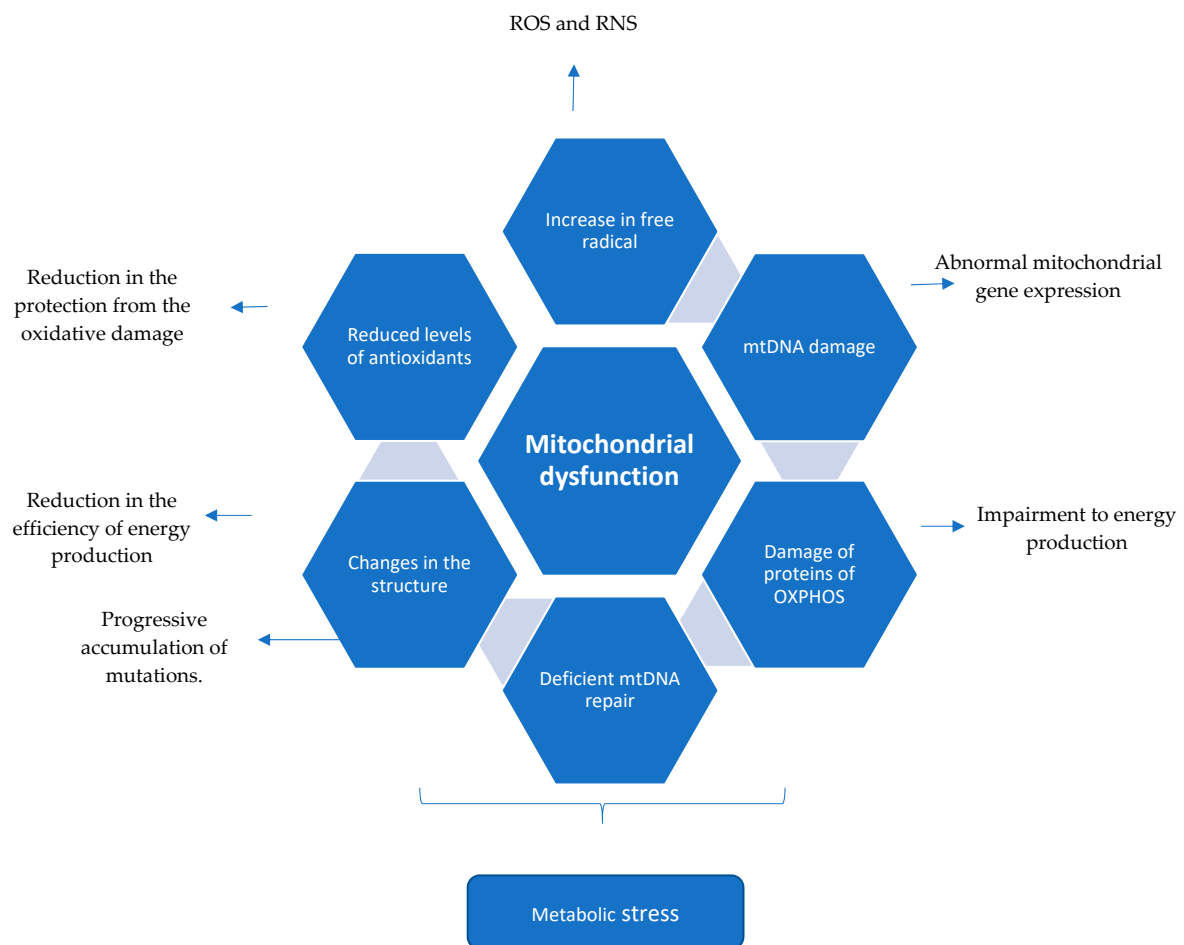 ROS and RNS
Increase in free
radical
Reduction in the
protection from the
oxidative damage
Reduced levels
of antioxidants
mtDNA damage
Abnormal mitochondrial
gene expression
Mitochondrial
dysfunction
Reduction in the
efficiency of energy
production
Changes in the
structure
Damage of
proteins of
OXPHOS
Impairment to energy
production
Progressive
accumulation of
mutations.
Deficient mtDNA
repair
Metabolic stress